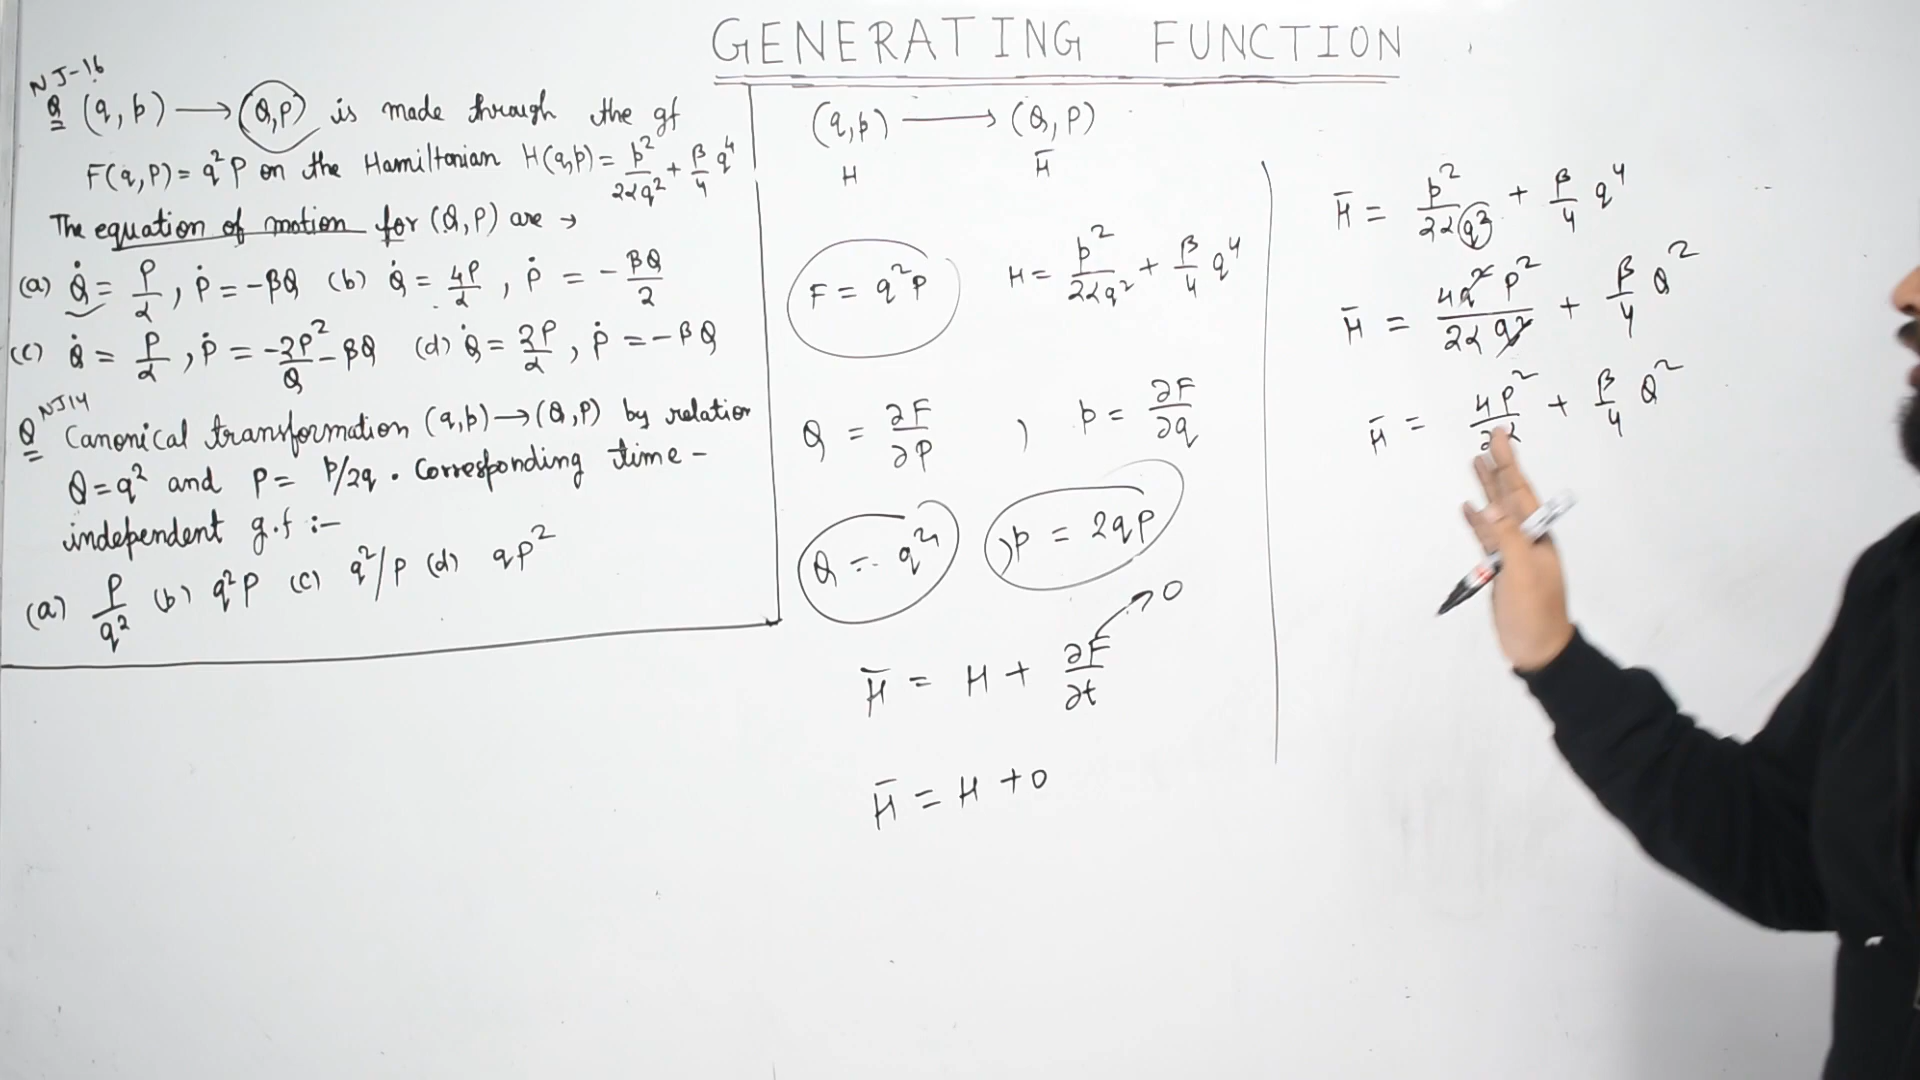 GENERATING FUNCTION
NJ-16
Q (q, p) → (Q, P) is made through the gf
F(q, P) = q²P on the Hamiltonian H(q,p) = p²/2αq² + β/4 q⁴
The equation of motion for (Q, P) are →
(a) Q̇ = P/α, Ṗ = -βQ (b) Q̇ = 4P/α, Ṗ = -βQ/2
(c) Q̇ = P/α, Ṗ = -2P²/Q - βQ (d) Q̇ = 2P/α, Ṗ = -βQ
NJ14
Q Canonical transformation (q,p) → (Q,P) by relation
Q = q² and P = p/2q . Corresponding time-
independent g.f :-
(a) P/q² (b) q²P (c) q²/P (d) qP²
(q,p) → (Q, P)
H H̄
F = q²P
H = p²/2αq² + β/4 q⁴
Q = ∂F/∂P , p = ∂F/∂q
Q = q² , p = 2qP
H̄ = H + ∂F/∂t → 0
H̄ = H + 0
H̄ = p²/2αq² + β/4 q⁴
H̄ = 4q²P²/2αq² + β/4 Q²
H̄ = 4P²/2α + β/4 Q²